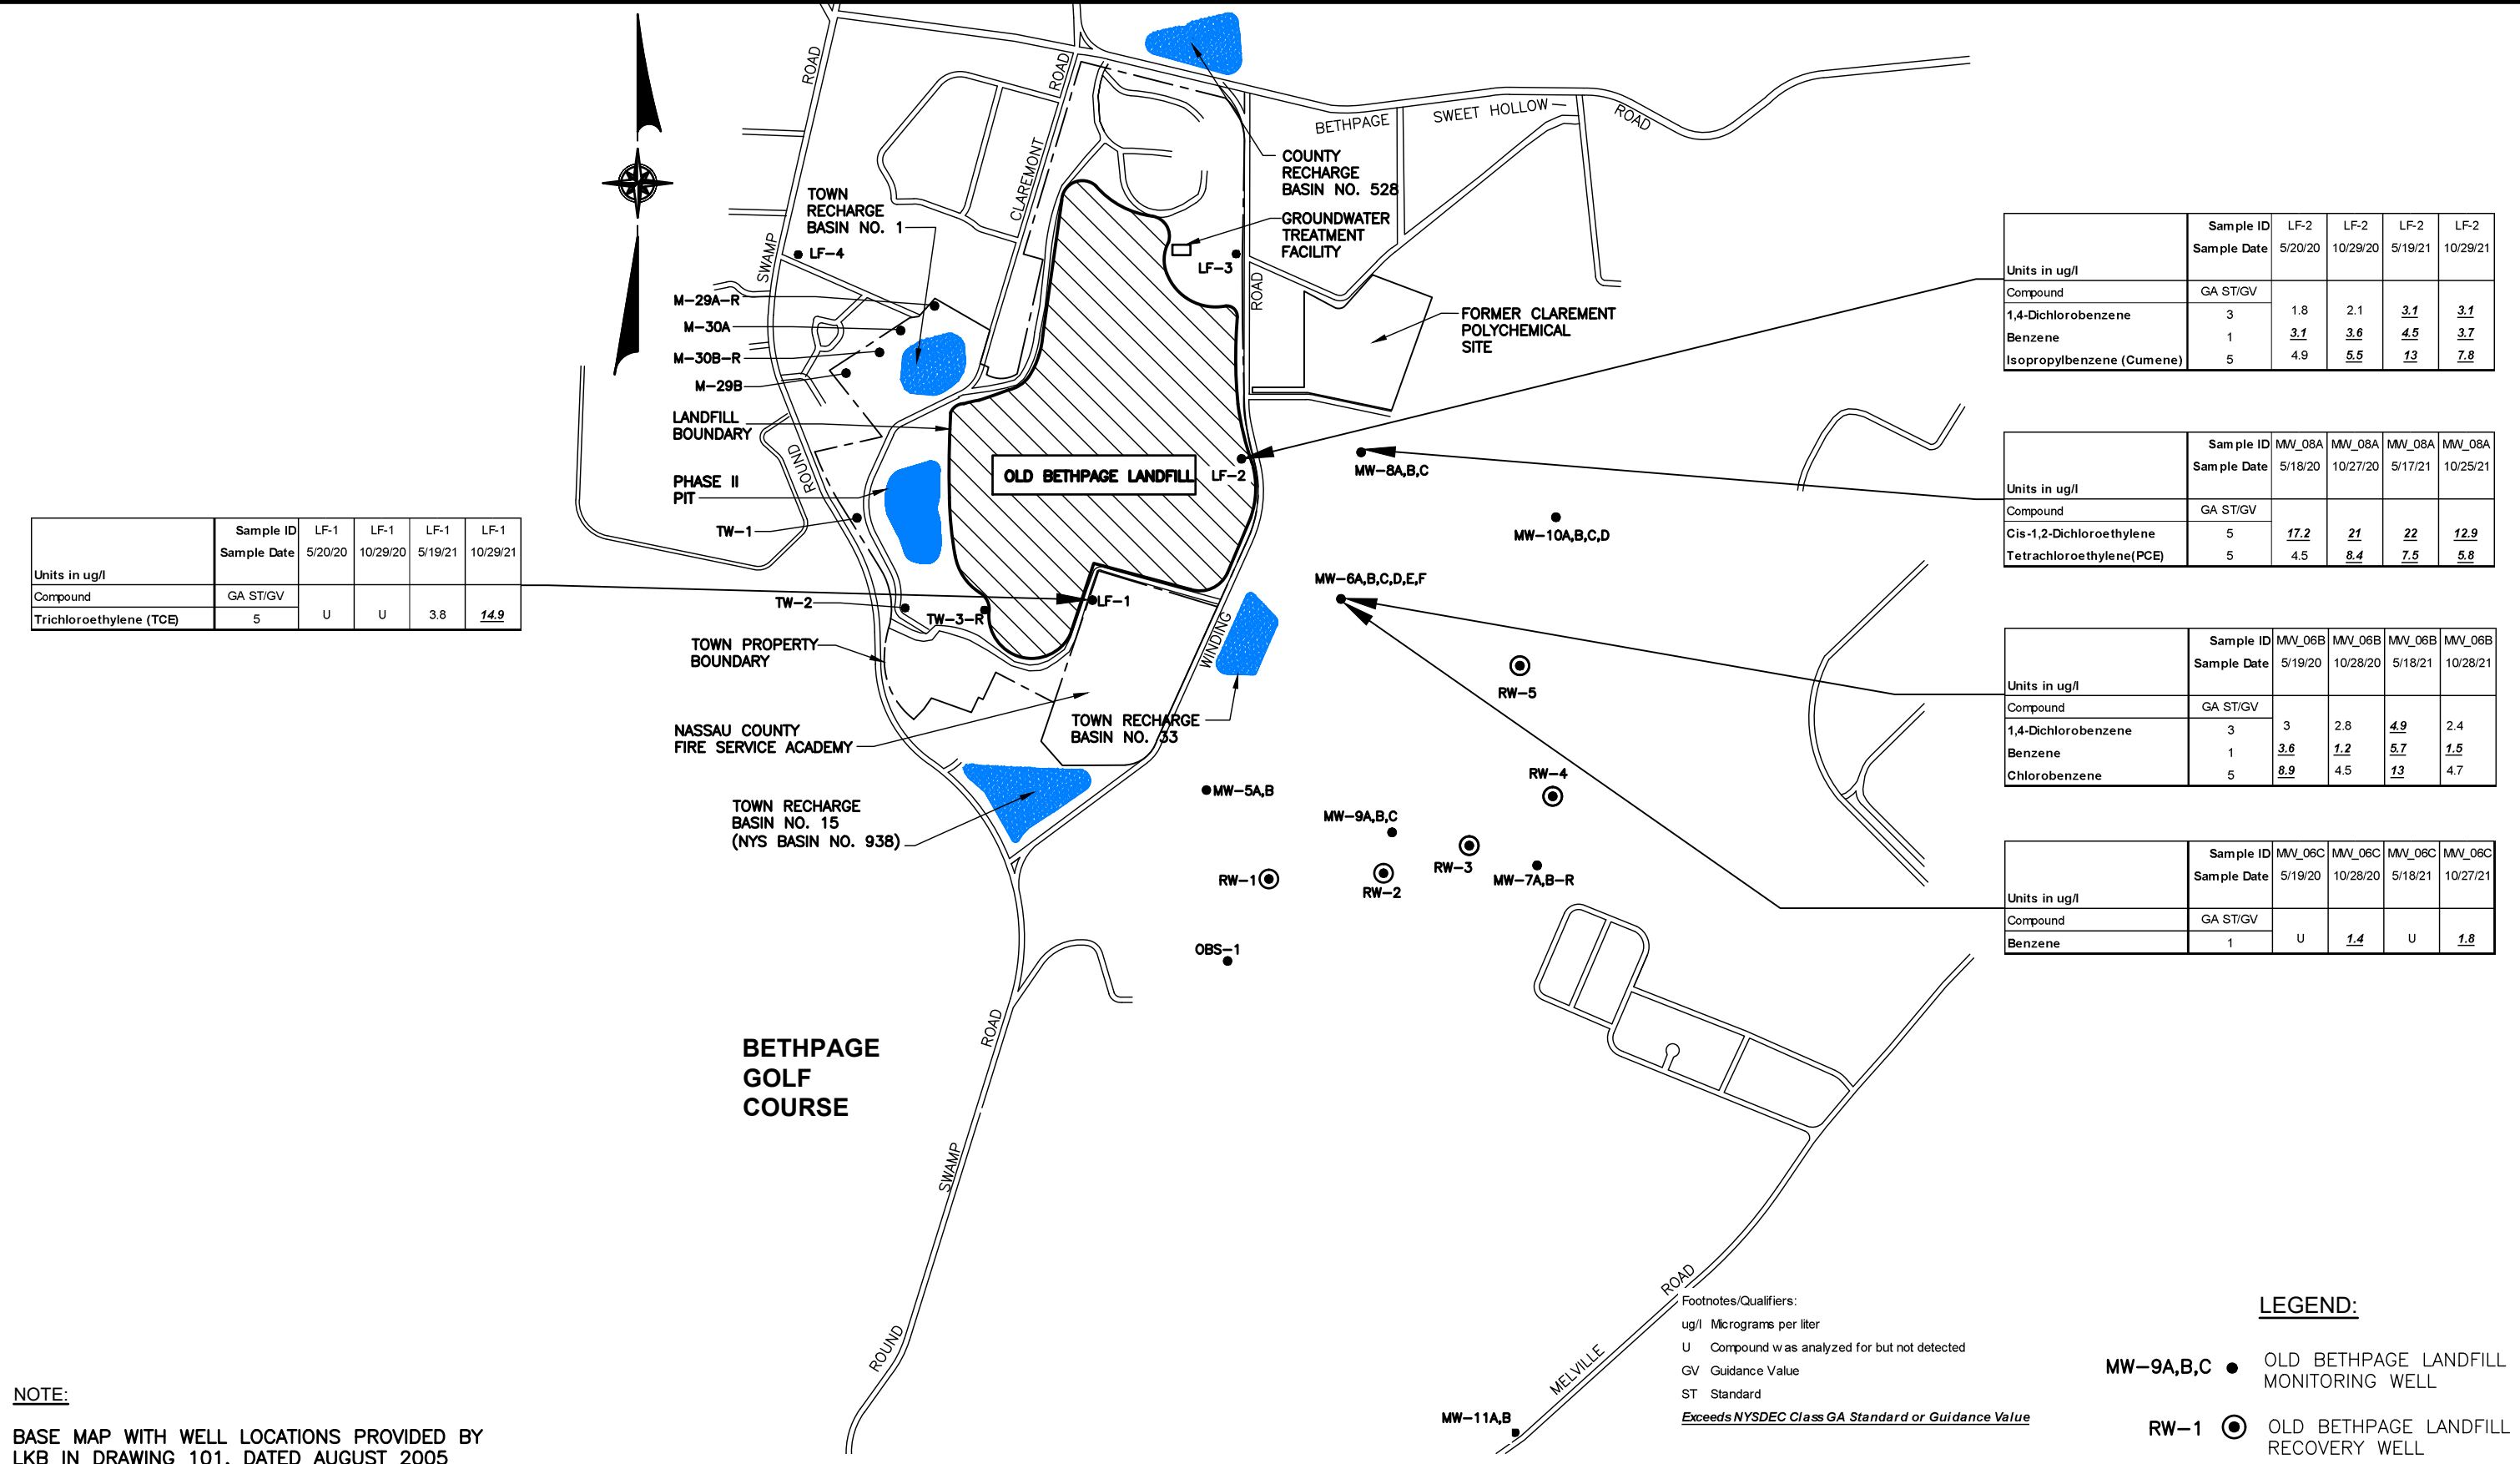 ROAD
ROAD
BETHPAGE
SWEET HOLLOW
ROAD
COUNTY
RECHARGE
BASIN NO. 528
CLAREMONT
TOWN
RECHARGE
BASIN NO. 1
GROUNDWATER
TREATMENT
FACILITY
SWAMP
LF-4
LF-3
ROAD
M-29A-R
M-30A
M-30B-R
M-29B
FORMER CLAREMENT
POLYCHEMICAL
SITE
LANDFILL
BOUNDARY
ROUND
PHASE II
PIT
OLD BETHPAGE LANDFILL
LF-2
MW-8A,B,C
TW-1
MW-10A,B,C,D
MW-6A,B,C,D,E,F
TW-2
TW-3-R
LF-1
WINDING
TOWN PROPERTY
BOUNDARY
RW-5
NASSAU COUNTY
FIRE SERVICE ACADEMY
TOWN RECHARGE
BASIN NO. 33
RW-4
TOWN RECHARGE
BASIN NO. 15
(NYS BASIN NO. 938)
MW-5A,B
MW-9A,B,C
RW-3
RW-1
RW-2
MW-7A,B-R
OBS-1
BETHPAGE
GOLF
COURSE
ROAD
SWAMP
ROUND
ROAD
MELVILLE
MW-11A,B
Sample ID LF-1 LF-1 LF-1 LF-1
Sample Date 5/20/20 10/29/20 5/19/21 10/29/21
Units in ug/l
Compound GA ST/GV
Trichloroethylene (TCE) 5 U U 3.8 14.9
Sample ID LF-2 LF-2 LF-2 LF-2
Sample Date 5/20/20 10/29/20 5/19/21 10/29/21
Units in ug/l
Compound GA ST/GV
1,4-Dichlorobenzene 3 1.8 2.1 3.1 3.1
Benzene 1 3.1 3.6 4.5 3.7
Isopropylbenzene (Cumene) 5 4.9 5.5 13 7.8
Sample ID MW_08A MW_08A MW_08A MW_08A
Sample Date 5/18/20 10/27/20 5/17/21 10/25/21
Units in ug/l
Compound GA ST/GV
Cis-1,2-Dichloroethylene 5 17.2 21 22 12.9
Tetrachloroethylene(PCE) 5 4.5 8.4 7.5 5.8
Sample ID MW_06B MW_06B MW_06B MW_06B
Sample Date 5/19/20 10/28/20 5/18/21 10/28/21
Units in ug/l
Compound GA ST/GV
1,4-Dichlorobenzene 3 3 2.8 4.9 2.4
Benzene 1 3.6 1.2 5.7 1.5
Chlorobenzene 5 8.9 4.5 13 4.7
Sample ID MW_06C MW_06C MW_06C MW_06C
Sample Date 5/19/20 10/28/20 5/18/21 10/27/21
Units in ug/l
Compound GA ST/GV
Benzene 1 U 1.4 U 1.8
Footnotes/Qualifiers:
ug/l Micrograms per liter
U Compound was analyzed for but not detected
GV Guidance Value
ST Standard
Exceeds NYSDEC Class GA Standard or Guidance Value
LEGEND:
MW-9A,B,C OLD BETHPAGE LANDFILL
MONITORING WELL
RW-1 OLD BETHPAGE LANDFILL
RECOVERY WELL
NOTE:
BASE MAP WITH WELL LOCATIONS PROVIDED BY
LKB IN DRAWING 101, DATED AUGUST 2005